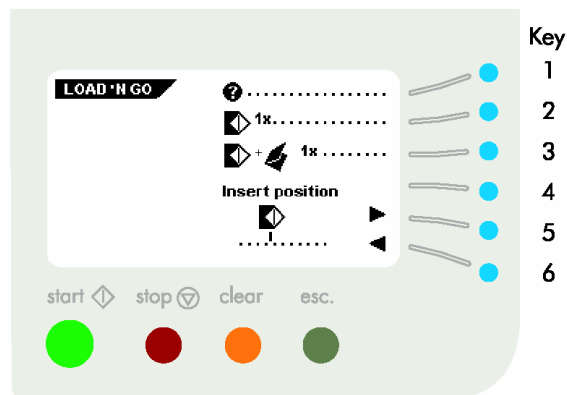 Key
LOAD 'N GO
1
?
2
1x
3
+ 1x
Insert position
4
5
6
start stop clear esc.